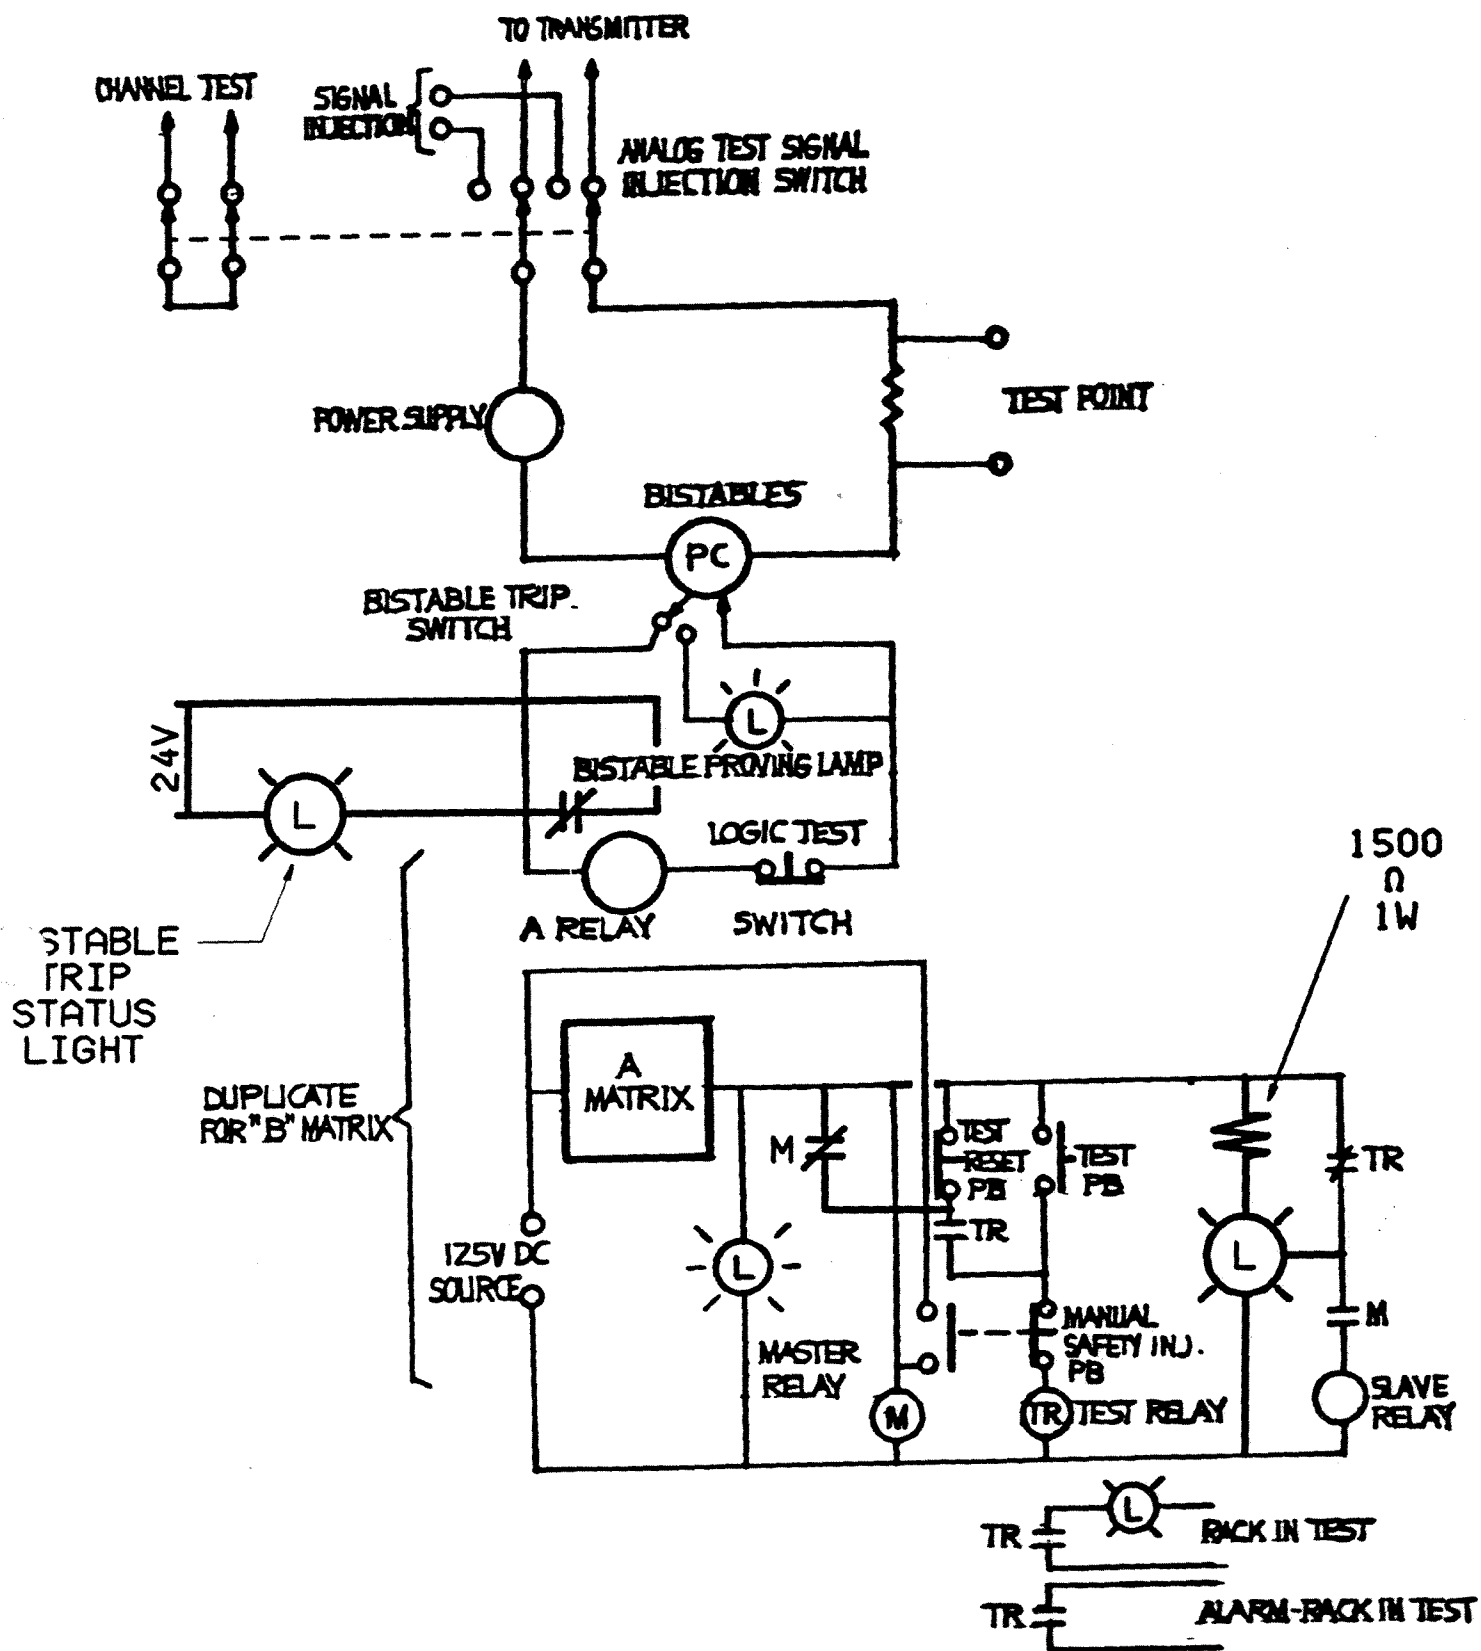 TO TRANSMITTER
CHANNEL TEST
SIGNAL
INJECTION
ANALOG TEST SIGNAL
INJECTION SWITCH
POWER SUPPLY
TEST POINT
BISTABLES
PC
BISTABLE TRIP
SWITCH
24V
L
BISTABLE PROVING LAMP
L
LOGIC TEST
SWITCH
A RELAY
STABLE
TRIP
STATUS
LIGHT
1500
Ω
1W
DUPLICATE
FOR "B" MATRIX
A
MATRIX
M
TEST
RESET
PB
TEST
PB
TR
TR
125V DC
SOURCE
L
L
M
MANUAL
SAFETY INJ.
PB
MASTER
RELAY
M
TR
TEST RELAY
SLAVE
RELAY
TR
L
RACK IN TEST
TR
ALARM-RACK IN TEST